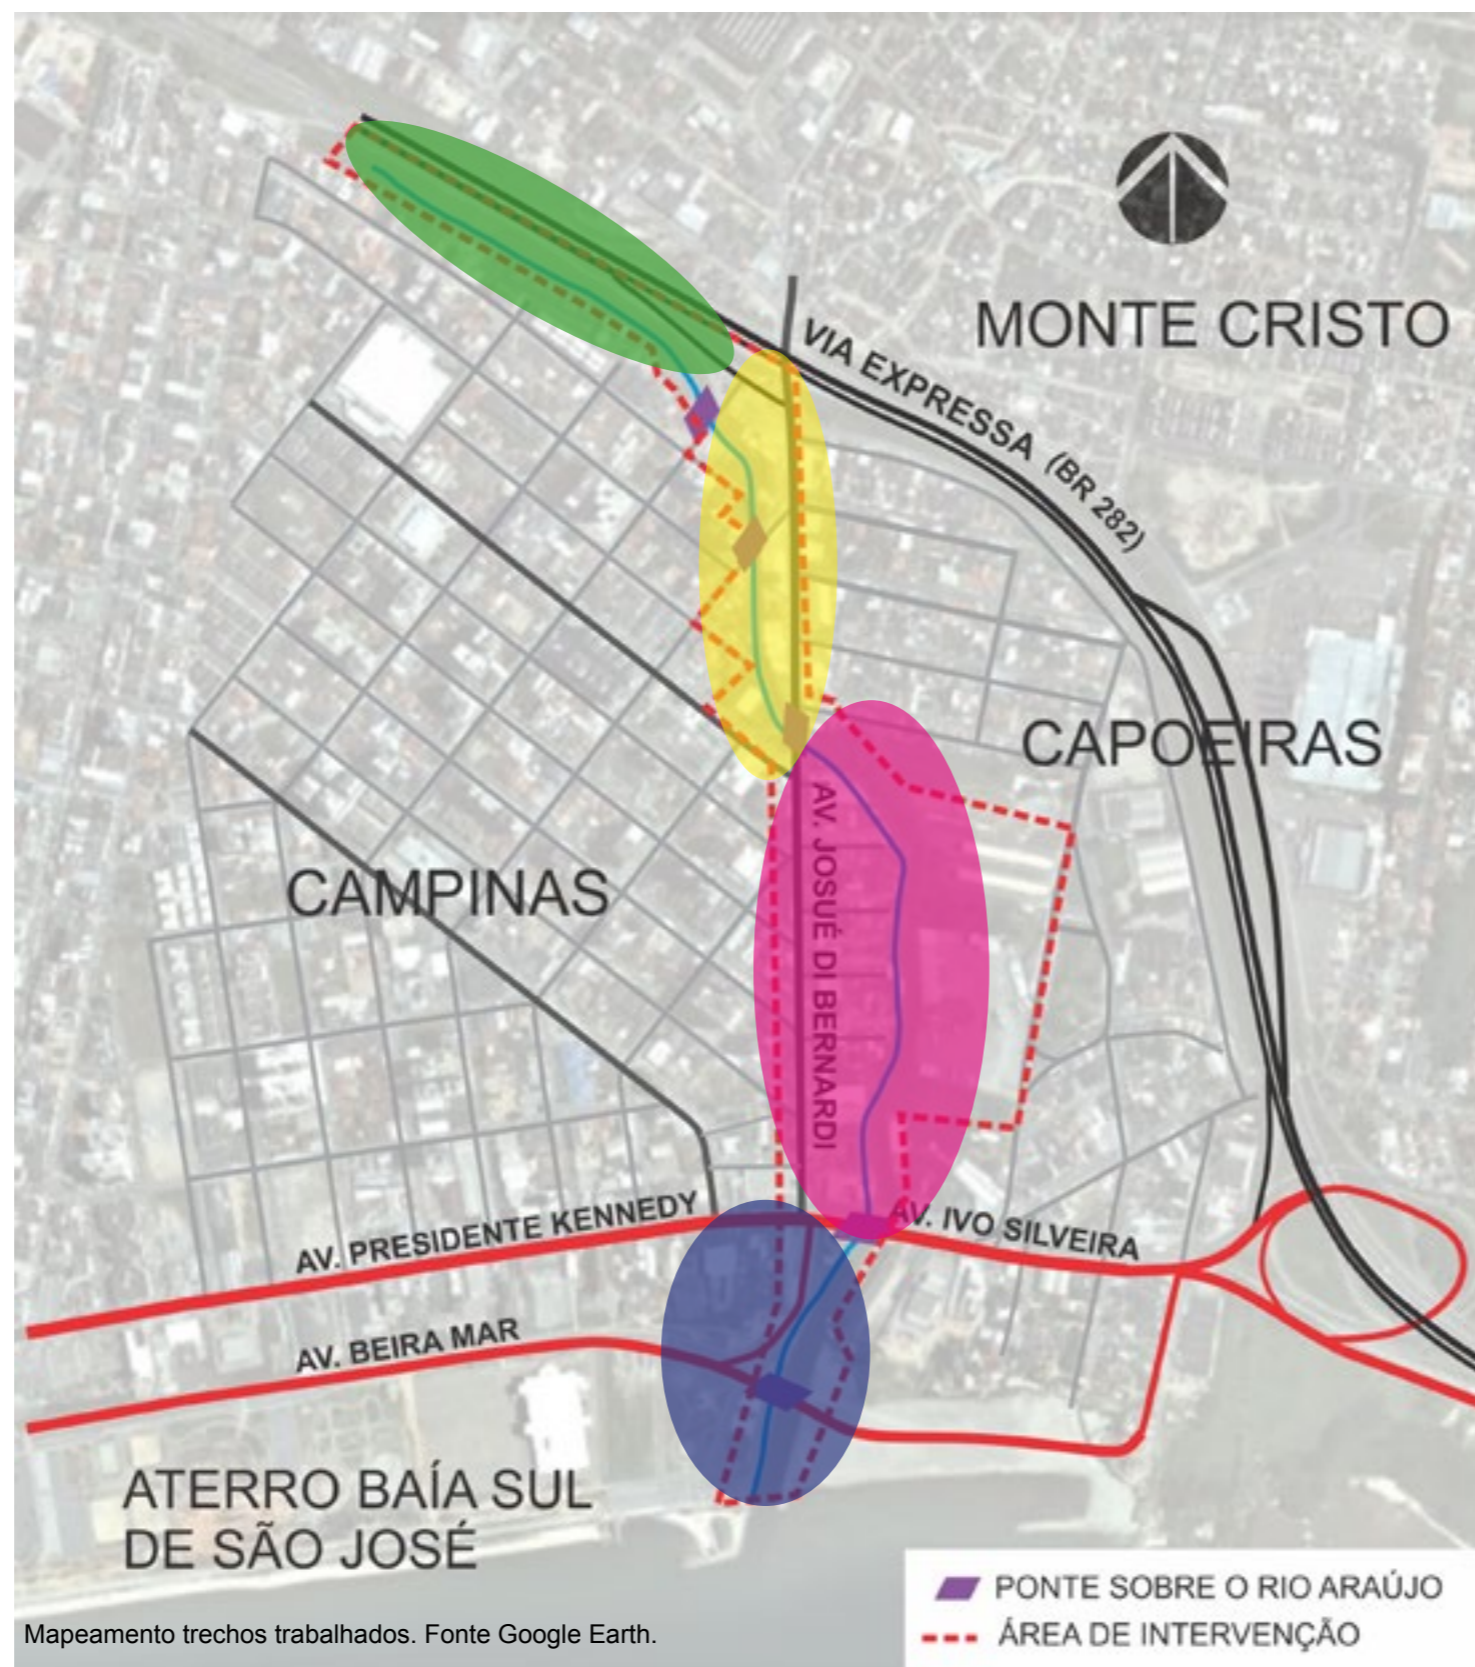 MONTE CRISTO
VIA EXPRESSA (BR 282)
CAPOEIRAS
AV. JOSUÉ DI BERNARDI
CAMPINAS
AV. PRESIDENTE KENNEDY
AV. IVO SILVEIRA
AV. BEIRA MAR
ATERRO BAÍA SUL
DE SÃO JOSÉ
PONTE SOBRE O RIO ARAÚJO
ÁREA DE INTERVENÇÃO
Mapeamento trechos trabalhados. Fonte Google Earth.